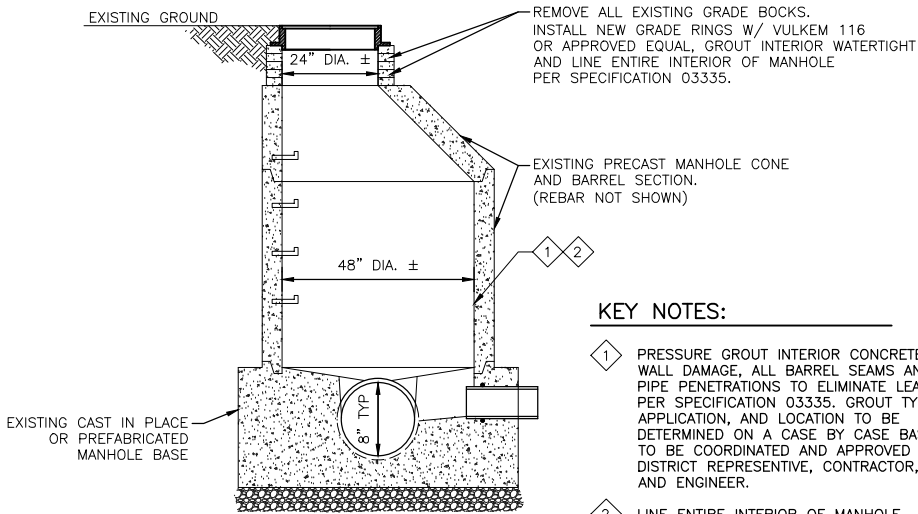 EXISTING GROUND
REMOVE ALL EXISTING GRADE BOCKS.
INSTALL NEW GRADE RINGS W/ VULKEM 116
OR APPROVED EQUAL, GROUT INTERIOR WATERTIGHT
AND LINE ENTIRE INTERIOR OF MANHOLE
PER SPECIFICATION 03335.
24" DIA. ±
EXISTING PRECAST MANHOLE CONE
AND BARREL SECTION.
(REBAR NOT SHOWN)
1 2
48" DIA. ±
KEY NOTES:
1 PRESSURE GROUT INTERIOR CONCRETE
WALL DAMAGE, ALL BARREL SEAMS AN
PIPE PENETRATIONS TO ELIMINATE LEA
PER SPECIFICATION 03335. GROUT TY
APPLICATION, AND LOCATION TO BE
DETERMINED ON A CASE BY CASE BA
TO BE COORDINATED AND APPROVED
DISTRICT REPRESENTIVE, CONTRACTOR,
AND ENGINEER.
8" TYP
EXISTING CAST IN PLACE
OR PREFABRICATED
MANHOLE BASE
2 LINE ENTIRE INTERIOR OF MANHOLE